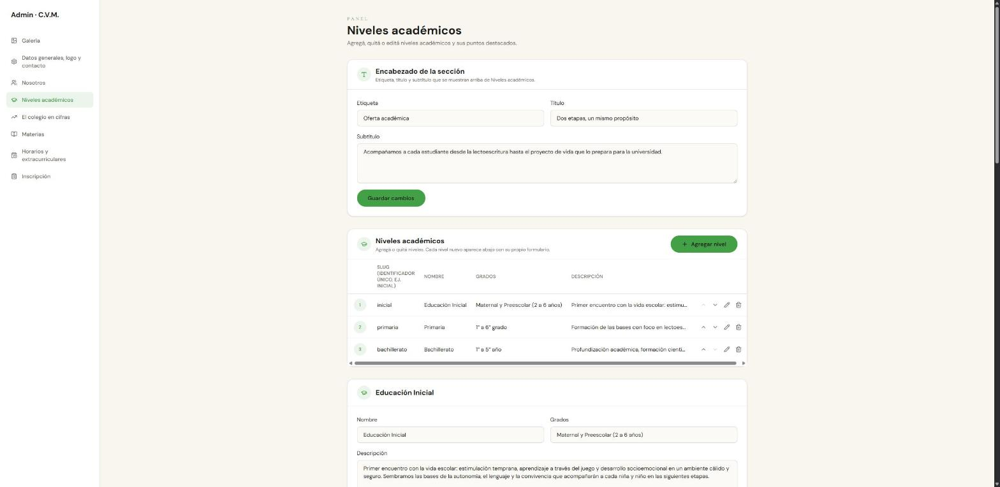 Admin · C.V.M.
Galería
Datos generales, logo y
contacto
Nosotros
Niveles académicos
El colegio en cifras
Materias
Horarios y
extracurriculares
Inscripción
PANEL
Niveles académicos
Agregá, quitá o editá niveles académicos y sus puntos destacados.
Encabezado de la sección
Etiqueta, título y subtítulo que se muestran arriba de Niveles académicos.
Etiqueta
Título
Oferta académica
Dos etapas, un mismo propósito
Subtítulo
Acompañamos a cada estudiante desde la lectoescritura hasta el proyecto de vida que lo prepara para la universidad.
Guardar cambios
Niveles académicos
Agregá o quitá niveles. Cada nivel nuevo aparece abajo con su propio formulario.
+ Agregar nivel
SLUG
(IDENTIFICADOR
ÚNICO, EJ.
INICIAL)
NOMBRE
GRADOS
DESCRIPCIÓN
1 inicial Educación Inicial Maternal y Preescolar (2 a 6 años) Primer encuentro con la vida escolar: estimu...
2 primaria Primaria 1° a 6° grado Formación de las bases con foco en lectoes...
3 bachillerato Bachillerato 1° a 5° año Profundización académica, formación cientí...
Educación Inicial
Nombre
Grados
Educación Inicial
Maternal y Preescolar (2 a 6 años)
Descripción
Primer encuentro con la vida escolar: estimulación temprana, aprendizaje a través del juego y desarrollo socioemocional en un ambiente cálido y
seguro. Sembramos las bases de la autonomía, el lenguaje y la convivencia que acompañarán a cada niña y niño en las siguientes etapas.